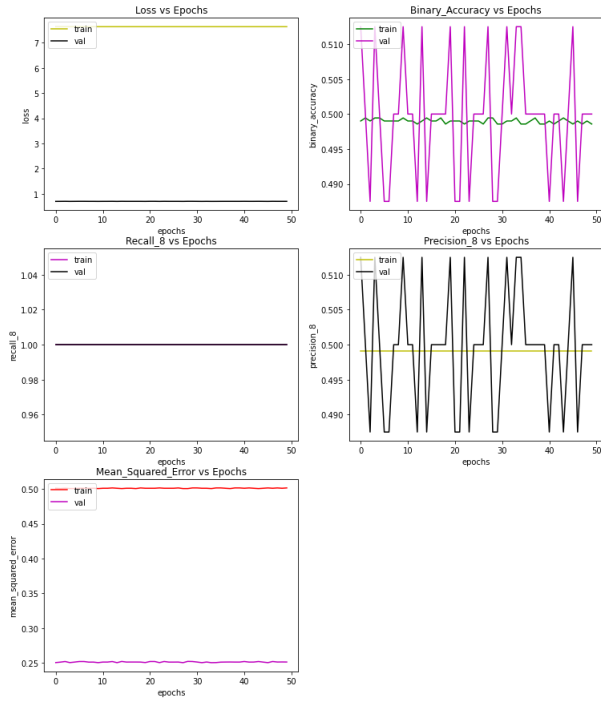 Loss vs Epochs
train
val
7
6
5
4
3
2
1
loss
0 10 20 30 40 50
epochs
Binary_Accuracy vs Epochs
train
val
0.510
0.505
0.500
0.495
0.490
binary_accuracy
0 10 20 30 40 50
epochs
Recall_8 vs Epochs
train
val
1.04
1.02
1.00
0.98
0.96
recall_8
0 10 20 30 40 50
epochs
Precision_8 vs Epochs
train
val
0.510
0.505
0.500
0.495
0.490
precision_8
0 10 20 30 40 50
epochs
Mean_Squared_Error vs Epochs
train
val
0.50
0.45
0.40
0.35
0.30
0.25
mean_squared_error
0 10 20 30 40 50
epochs